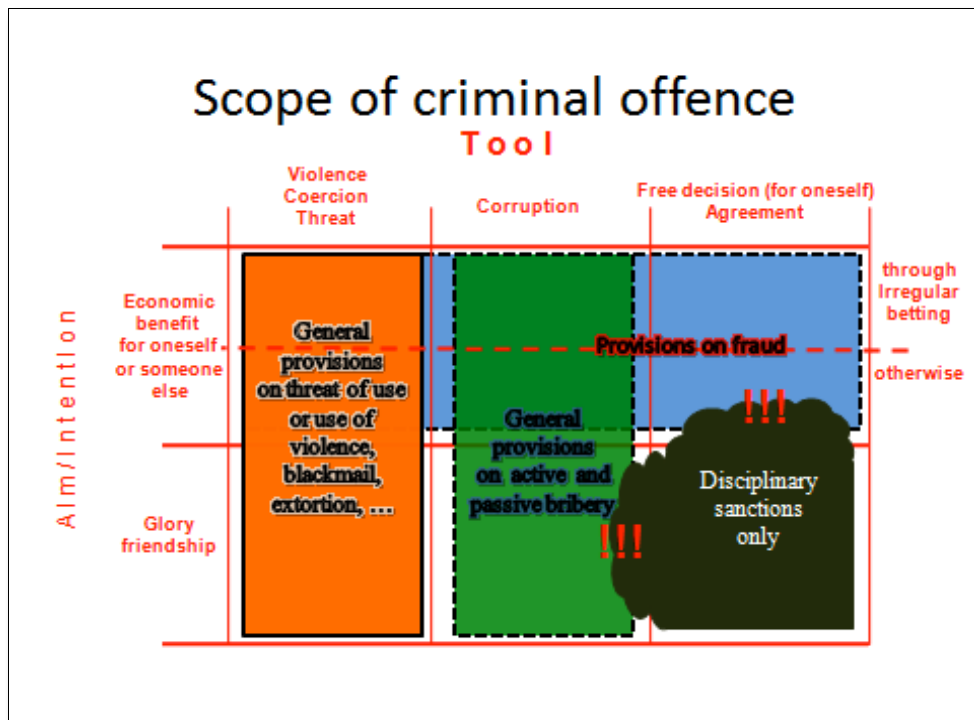 Scope of criminal offence
Tool
Violence
Coercion
Threat
Corruption
Free decision (for oneself)
Agreement
Aim/Intention
Economic
benefit
for oneself
or someone
else
Glory
friendship
General
provisions
on threat of use
or use of
violence,
blackmail,
extortion, …
General
provisions
on active and
passive bribery
Provisions on fraud
!!!
!!!
Disciplinary
sanctions
only
through
Irregular
betting
otherwise